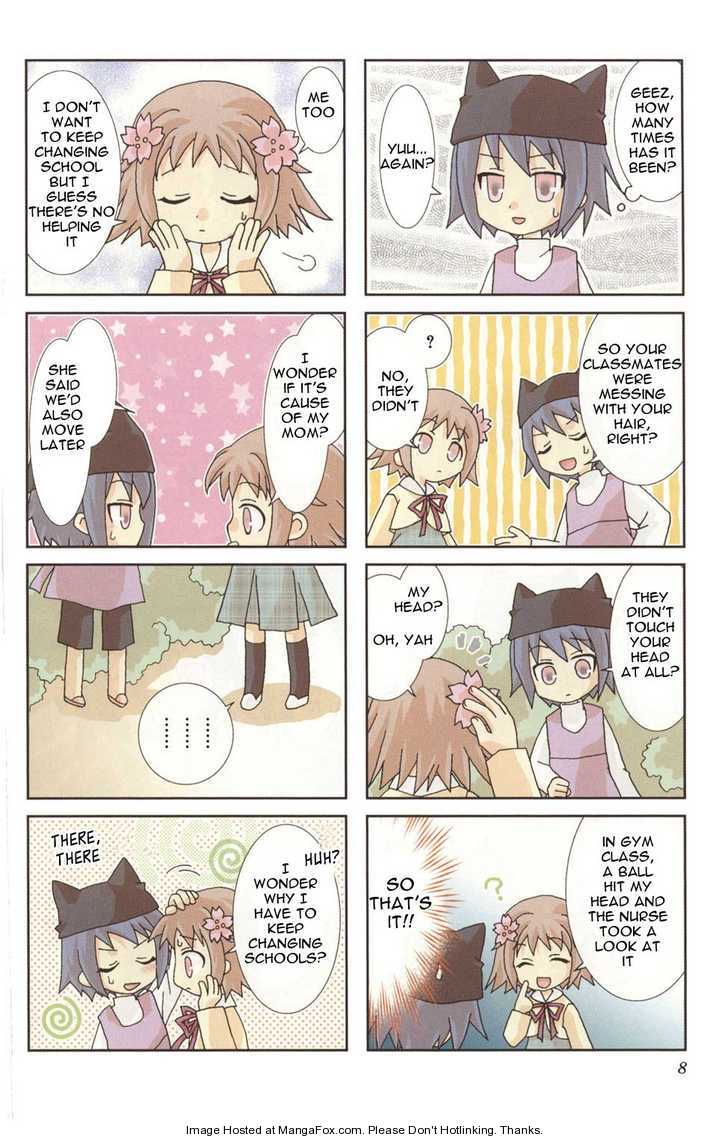 GEEZ,
HOW
MANY
TIMES
HAS IT
BEEN?
YUU...
AGAIN?
SO YOUR
CLASSMATES
WERE
MESSING
WITH YOUR
HAIR,
RIGHT?
?
NO,
THEY
DIDN'T
THEY
DIDN'T
TOUCH
YOUR
HEAD
AT ALL?
MY
HEAD?
OH, YAH
IN GYM
CLASS,
A BALL
HIT MY
HEAD AND
THE NURSE
TOOK A
LOOK AT
IT
?
SO
THAT'S
IT!!
ME
TOO
I DON'T
WANT
TO KEEP
CHANGING
SCHOOL
BUT I
GUESS
THERE'S NO
HELPING
IT
I
WONDER
IF IT'S
CAUSE
OF MY
MOM?
SHE
SAID
WE'D
ALSO
MOVE
LATER
HUH?
I
WONDER
WHY I
HAVE TO
KEEP
CHANGING
SCHOOLS?
THERE,
THERE
8
Image Hosted at MangaFox.com. Please Don't Hotlinking. Thanks.